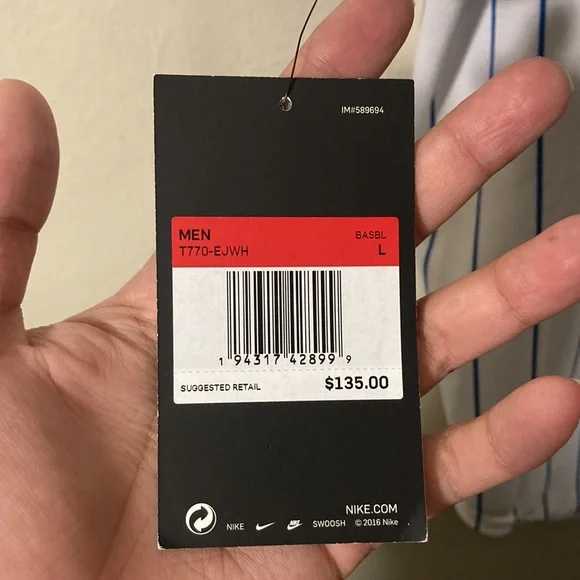 IM#589694
MEN
BASBL
T770-EJWH
L
1 94317 42899 9
SUGGESTED RETAIL
$135.00
NIKE.COM
NIKE SWOOSH © 2016 Nike